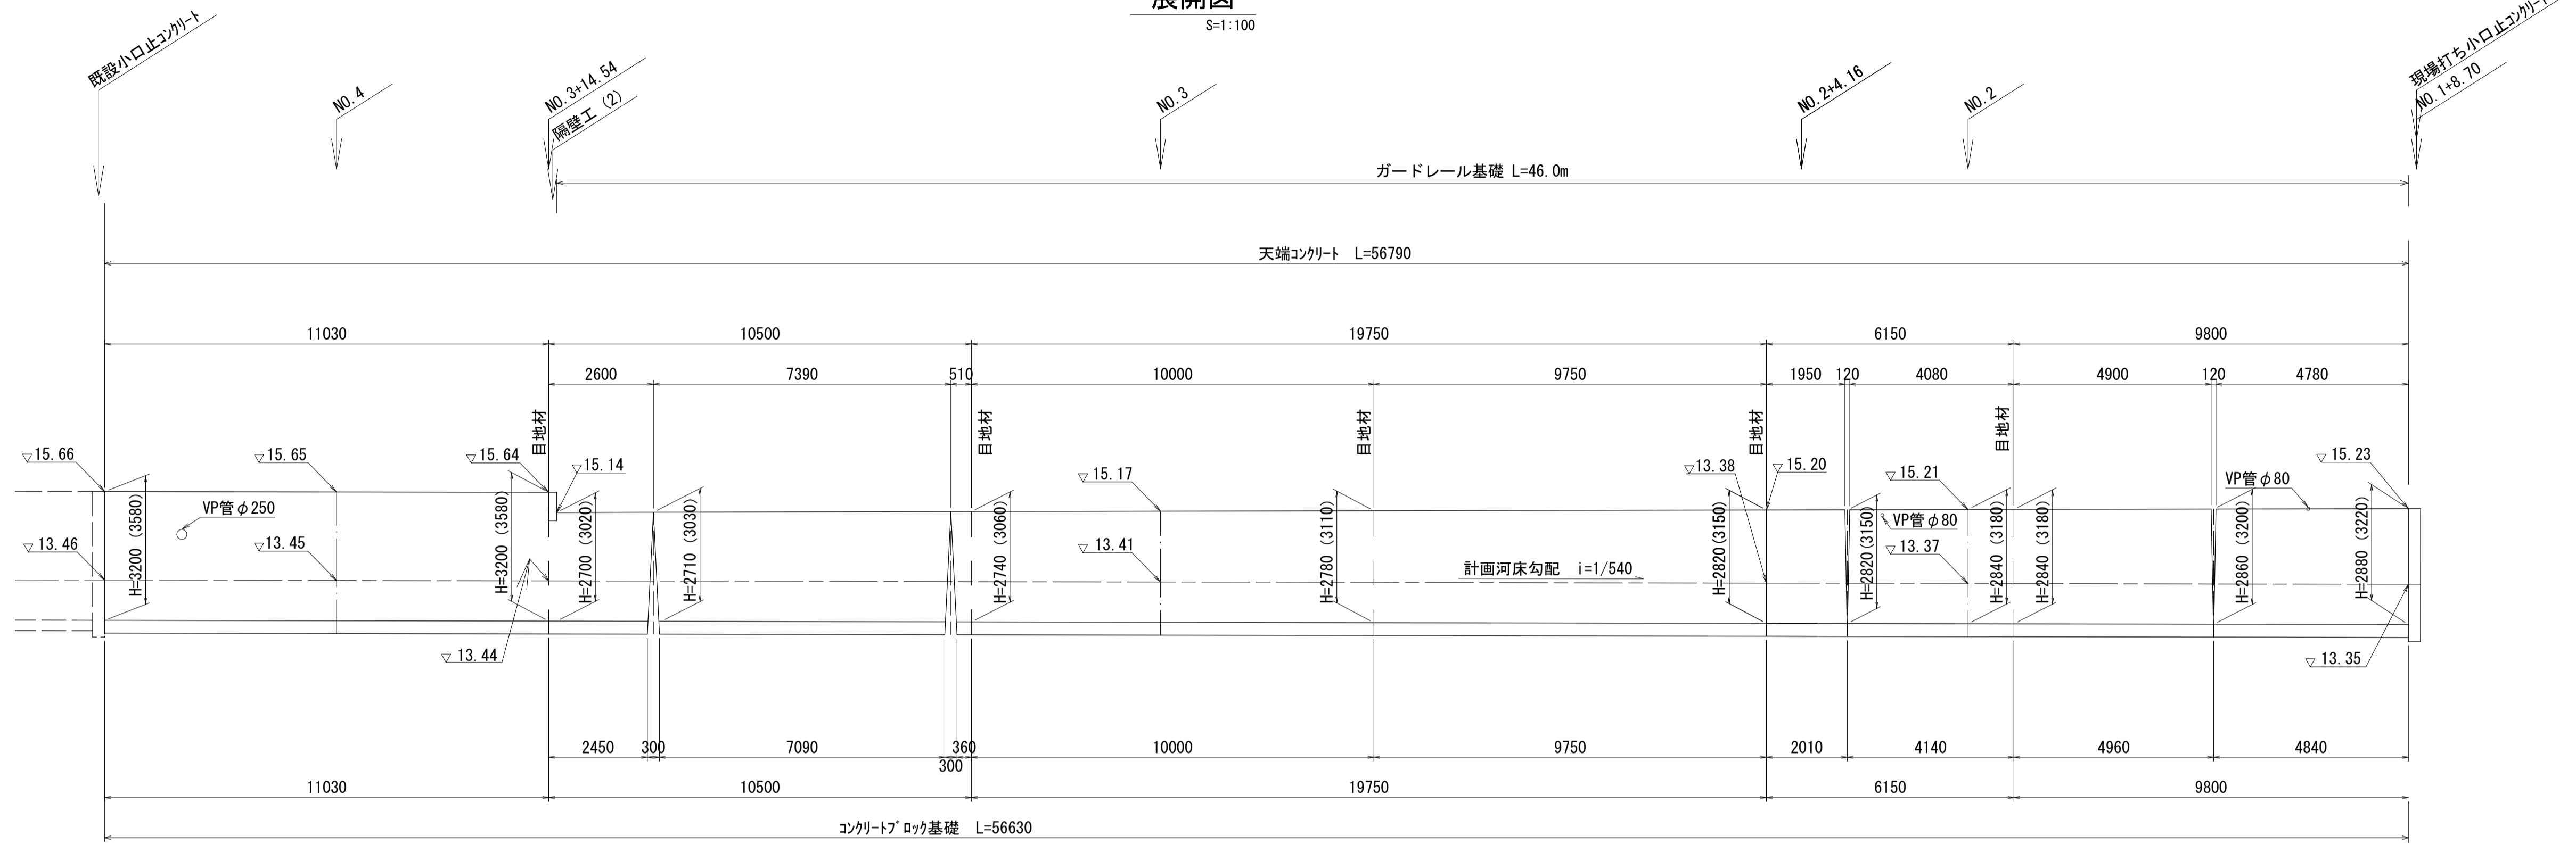 展開図
S=1:100
既設小口止ｺﾝｸﾘｰﾄ
NO.4
NO.3+14.54
隔壁工 (2)
NO.3
NO.2+4.16
NO.2
現場打ち小口止ｺﾝｸﾘｰﾄ
NO.1+8.70
ガードレール基礎 L=46.0m
天端ｺﾝｸﾘｰﾄ L=56790
11030 10500 19750 6150 9800
2600 7390 510 10000 9750 1950 120 4080 4900 120 4780
目地材
目地材
目地材
目地材
目地材
▽15.66
▽15.65
▽15.64
▽15.14
▽15.17
▽13.38
▽15.20
▽15.21
▽15.23
VP管φ250
VP管φ80
VP管φ80
▽13.46
▽13.45
▽13.41
▽13.37
H=3200 (3580)
H=3200 (3580)
H=2700 (3020)
H=2710 (3030)
H=2740 (3060)
H=2780 (3110)
H=2820(3150)
H=2820(3150)
H=2840 (3180)
H=2840 (3180)
H=2860 (3200)
H=2880 (3220)
計画河床勾配 i=1/540
▽13.44
▽13.35
2450 300 7090 360 10000 9750 2010 4140 4960 4840
300
11030 10500 19750 6150 9800
ｺﾝｸﾘｰﾄﾌﾞﾛｯｸ基礎 L=56630